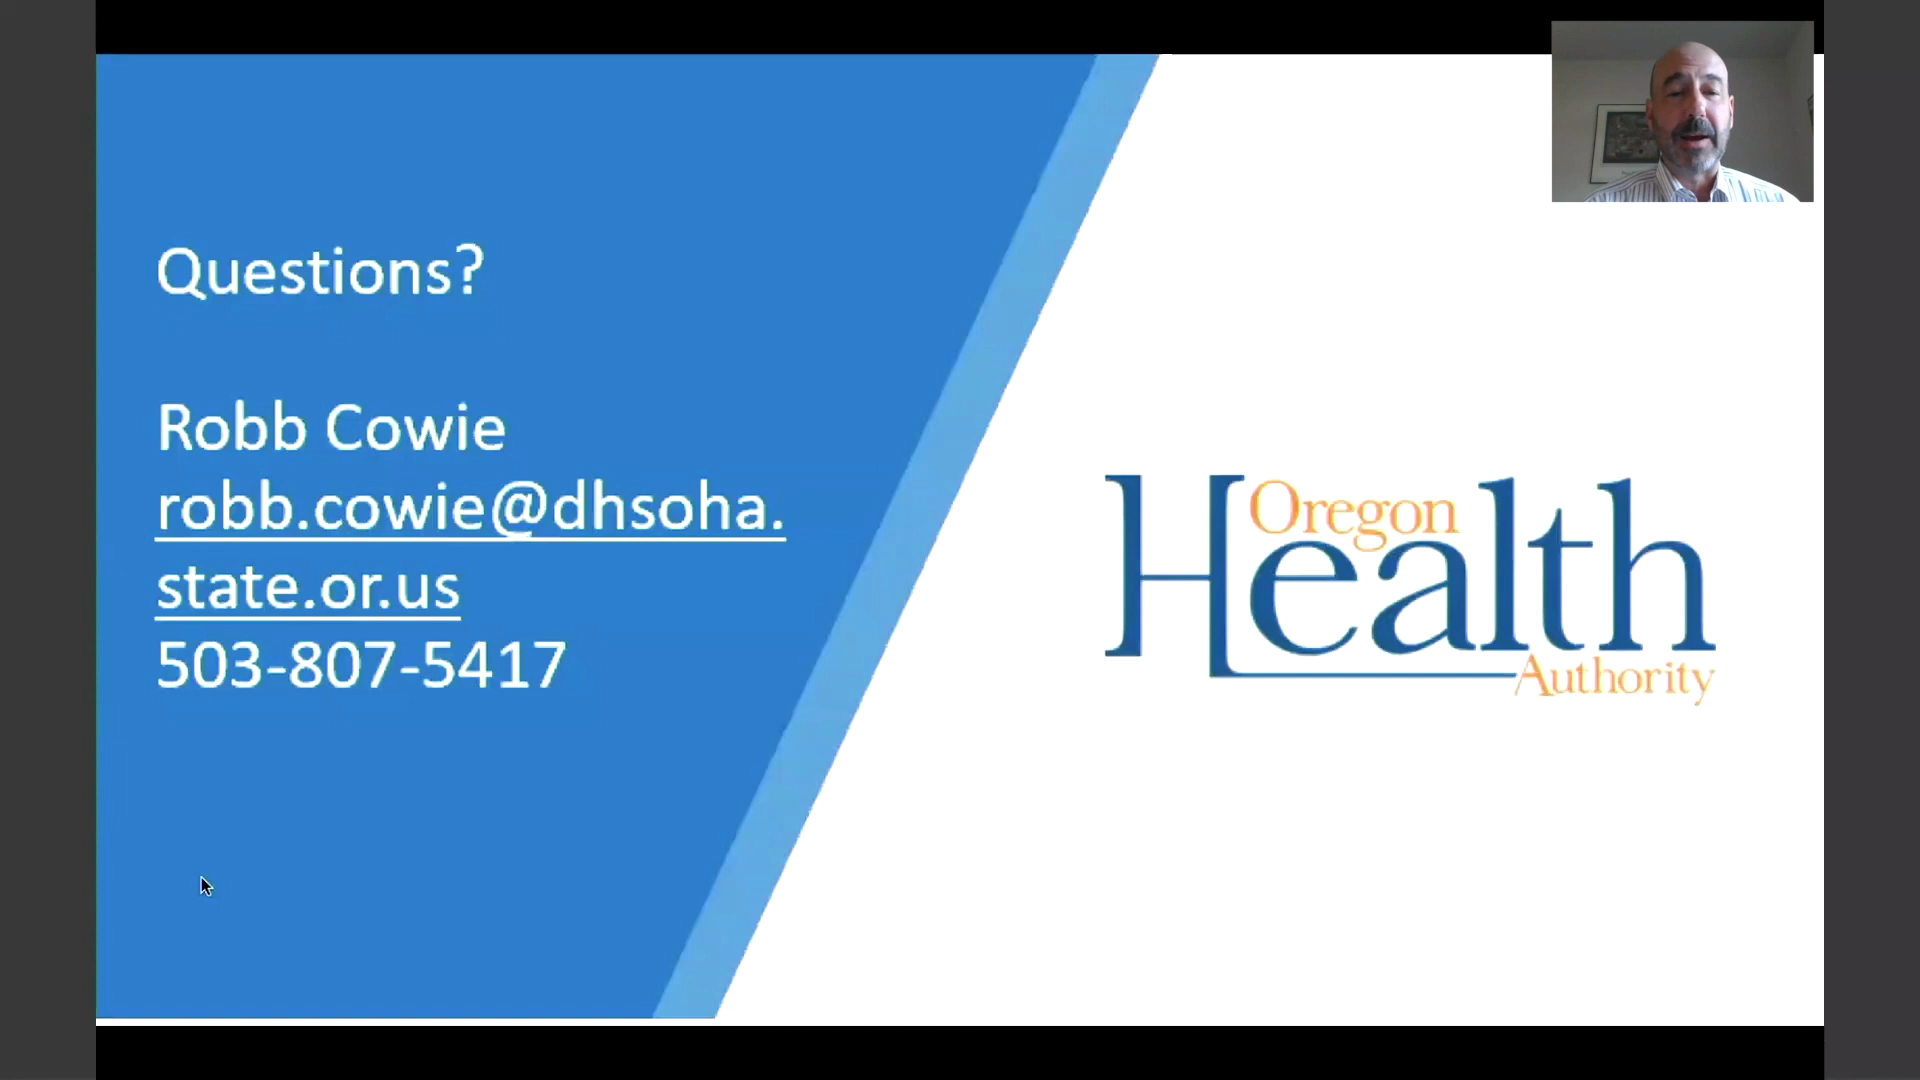 Questions?
Robb Cowie
robb.cowie@dhsoha.
state.or.us
503-807-5417
Oregon
Health
Authority